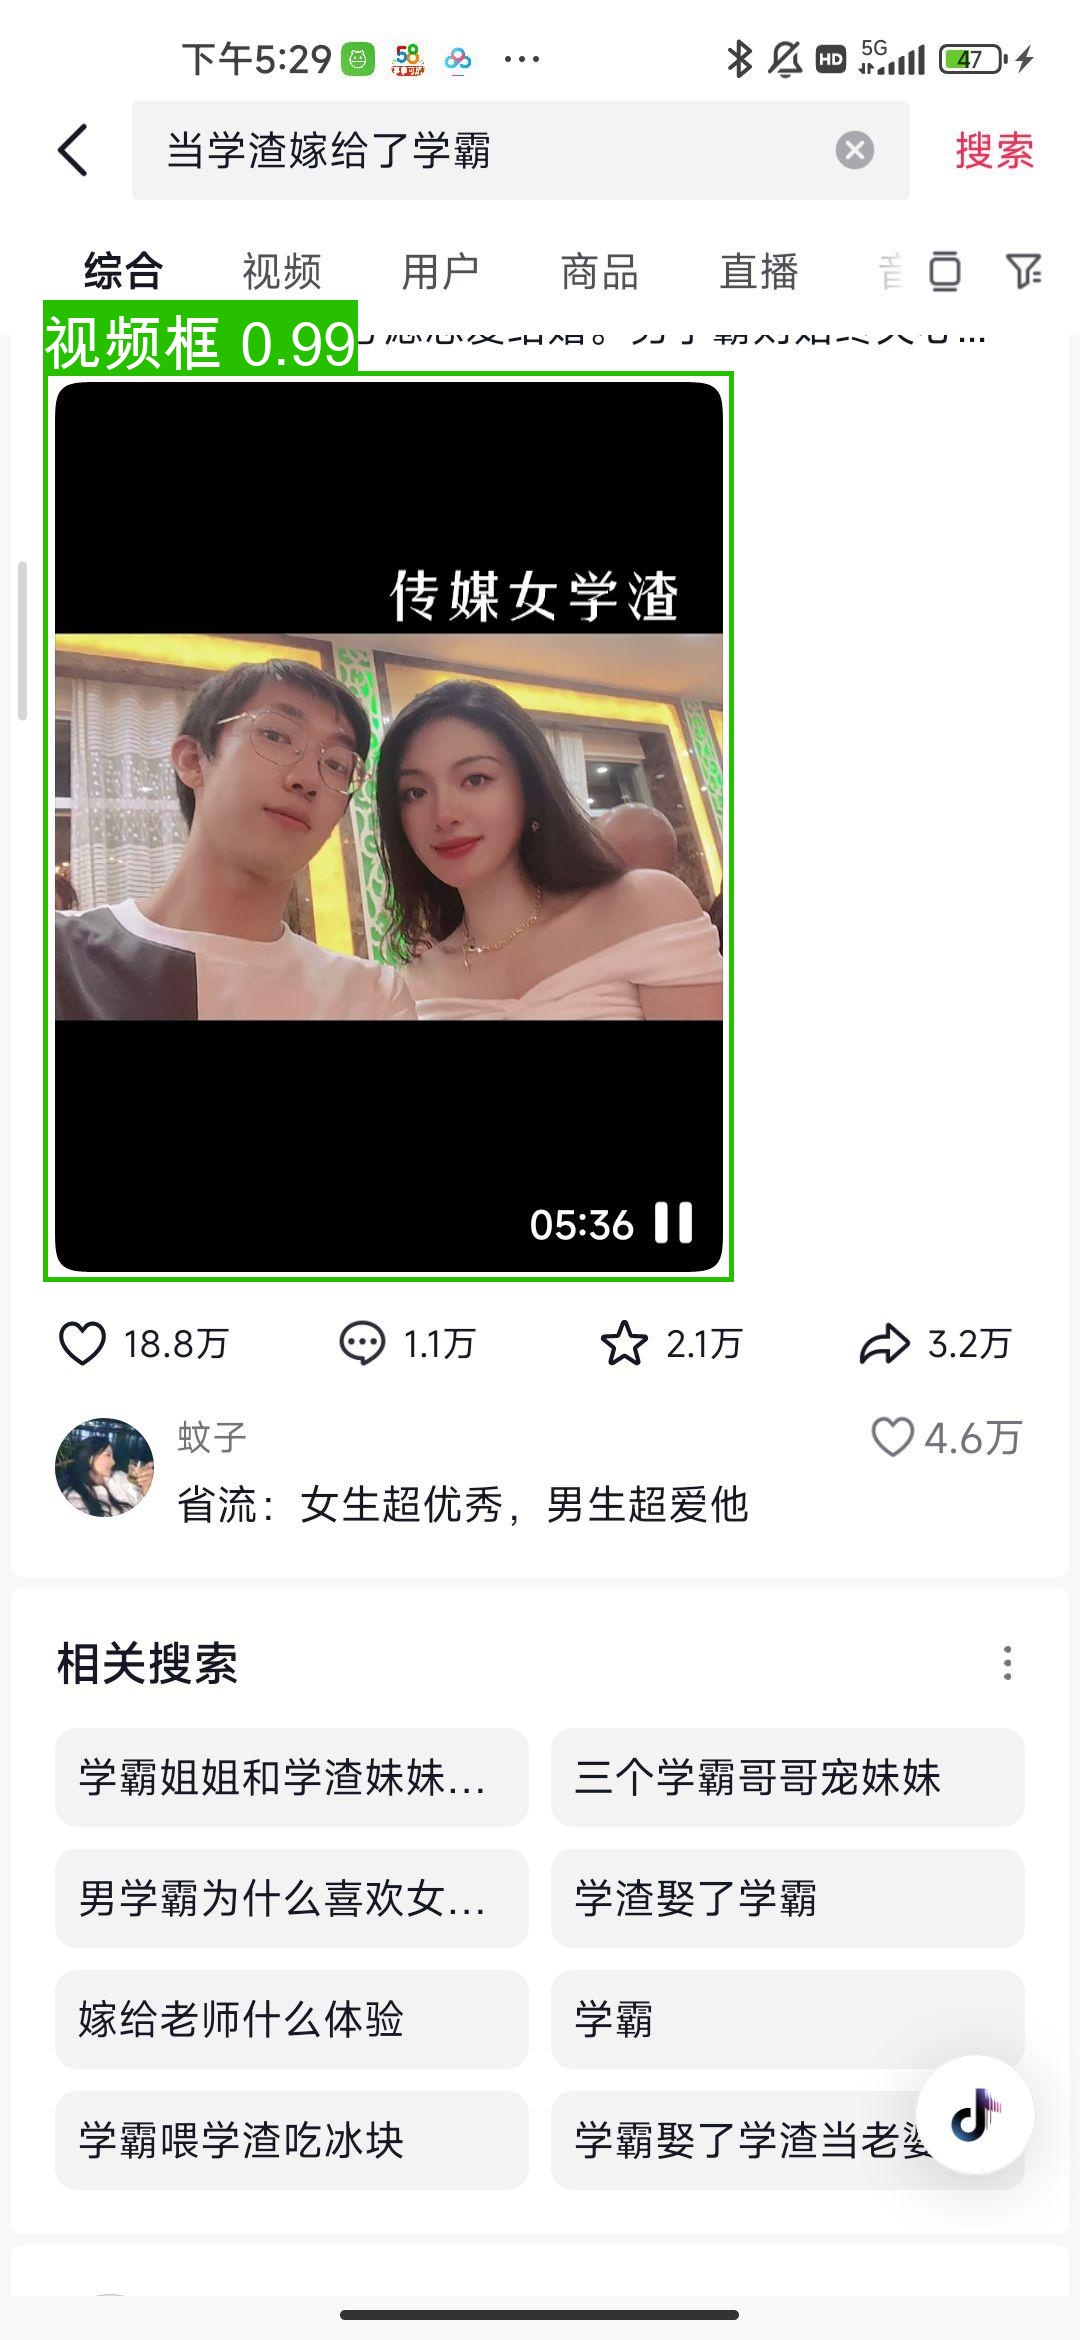 下午5:29 58 ... HD 5G 47
当学渣嫁给了学霸 搜索
综合 视频 用户 商品 直播
视频框 0.99
传媒女学渣
05:36
18.8万 1.1万 2.1万 3.2万
蚊子 4.6万
省流：女生超优秀，男生超爱他
相关搜索
学霸姐姐和学渣妹妹... 三个学霸哥哥宠妹妹
男学霸为什么喜欢女... 学渣娶了学霸
嫁给老师什么体验 学霸
学霸喂学渣吃冰块 学霸娶了学渣当老婆